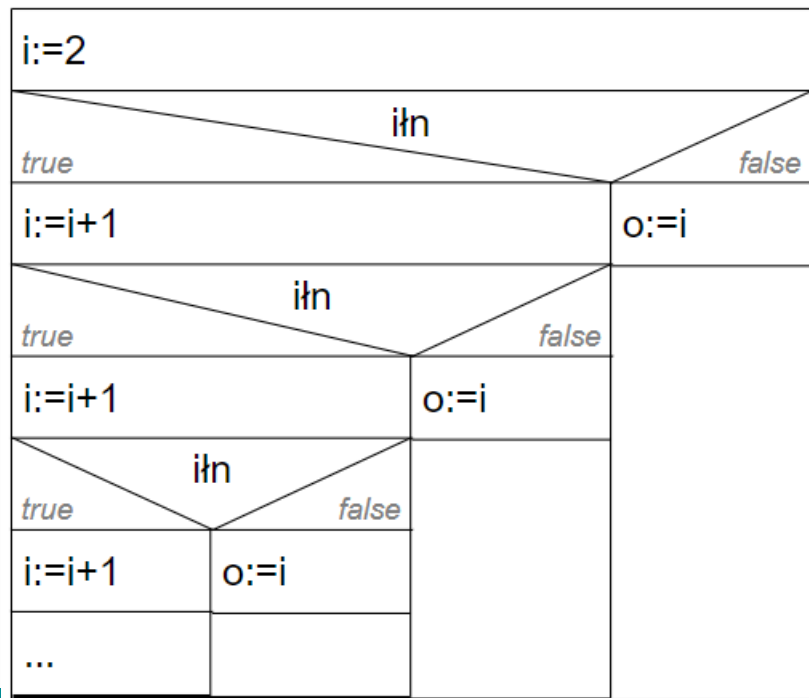 i:=2
iłn
true
false
i:=i+1
o:=i
iłn
true
false
i:=i+1
o:=i
iłn
true
false
i:=i+1
o:=i
...